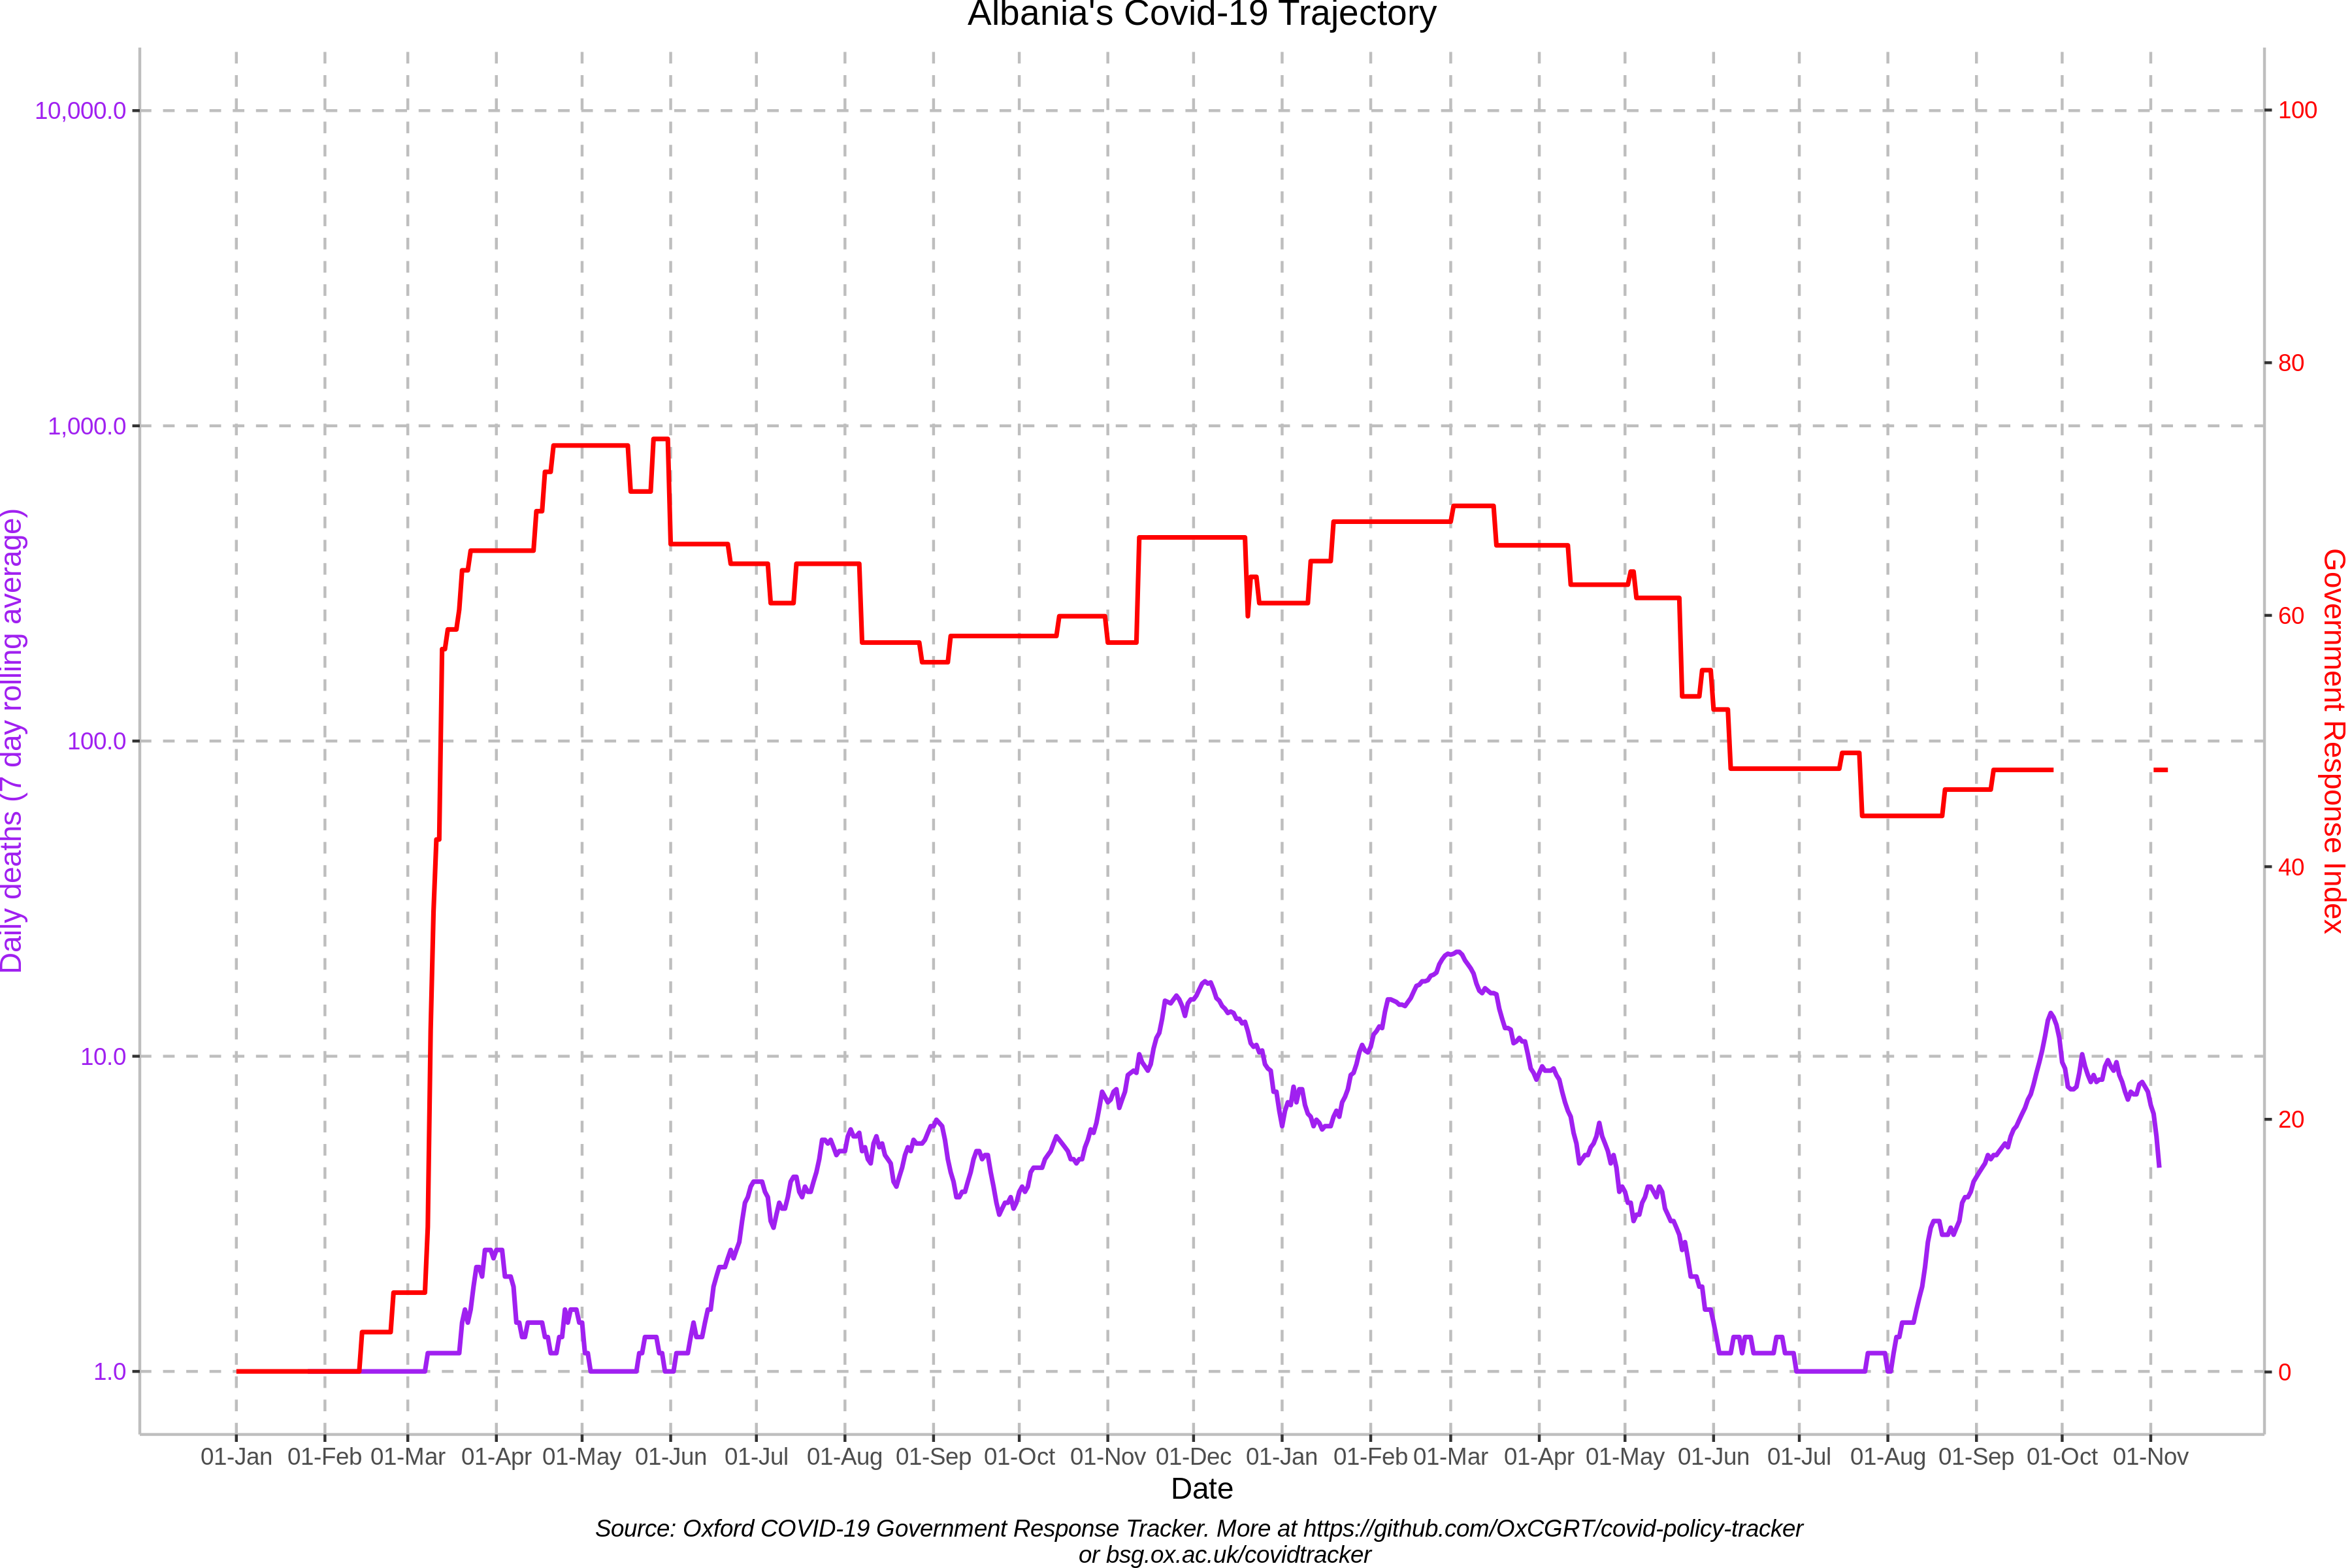 Albania's Covid-19 Trajectory
10,000.0
1,000.0
100.0
10.0
1.0
Daily deaths (7 day rolling average)
100
80
60
40
20
0
Government Response Index
01-Jan 01-Feb 01-Mar 01-Apr 01-May 01-Jun 01-Jul 01-Aug 01-Sep 01-Oct 01-Nov 01-Dec 01-Jan 01-Feb 01-Mar 01-Apr 01-May 01-Jun 01-Jul 01-Aug 01-Sep 01-Oct 01-Nov
Date
Source: Oxford COVID-19 Government Response Tracker. More at https://github.com/OxCGRT/covid-policy-tracker
or bsg.ox.ac.uk/covidtracker